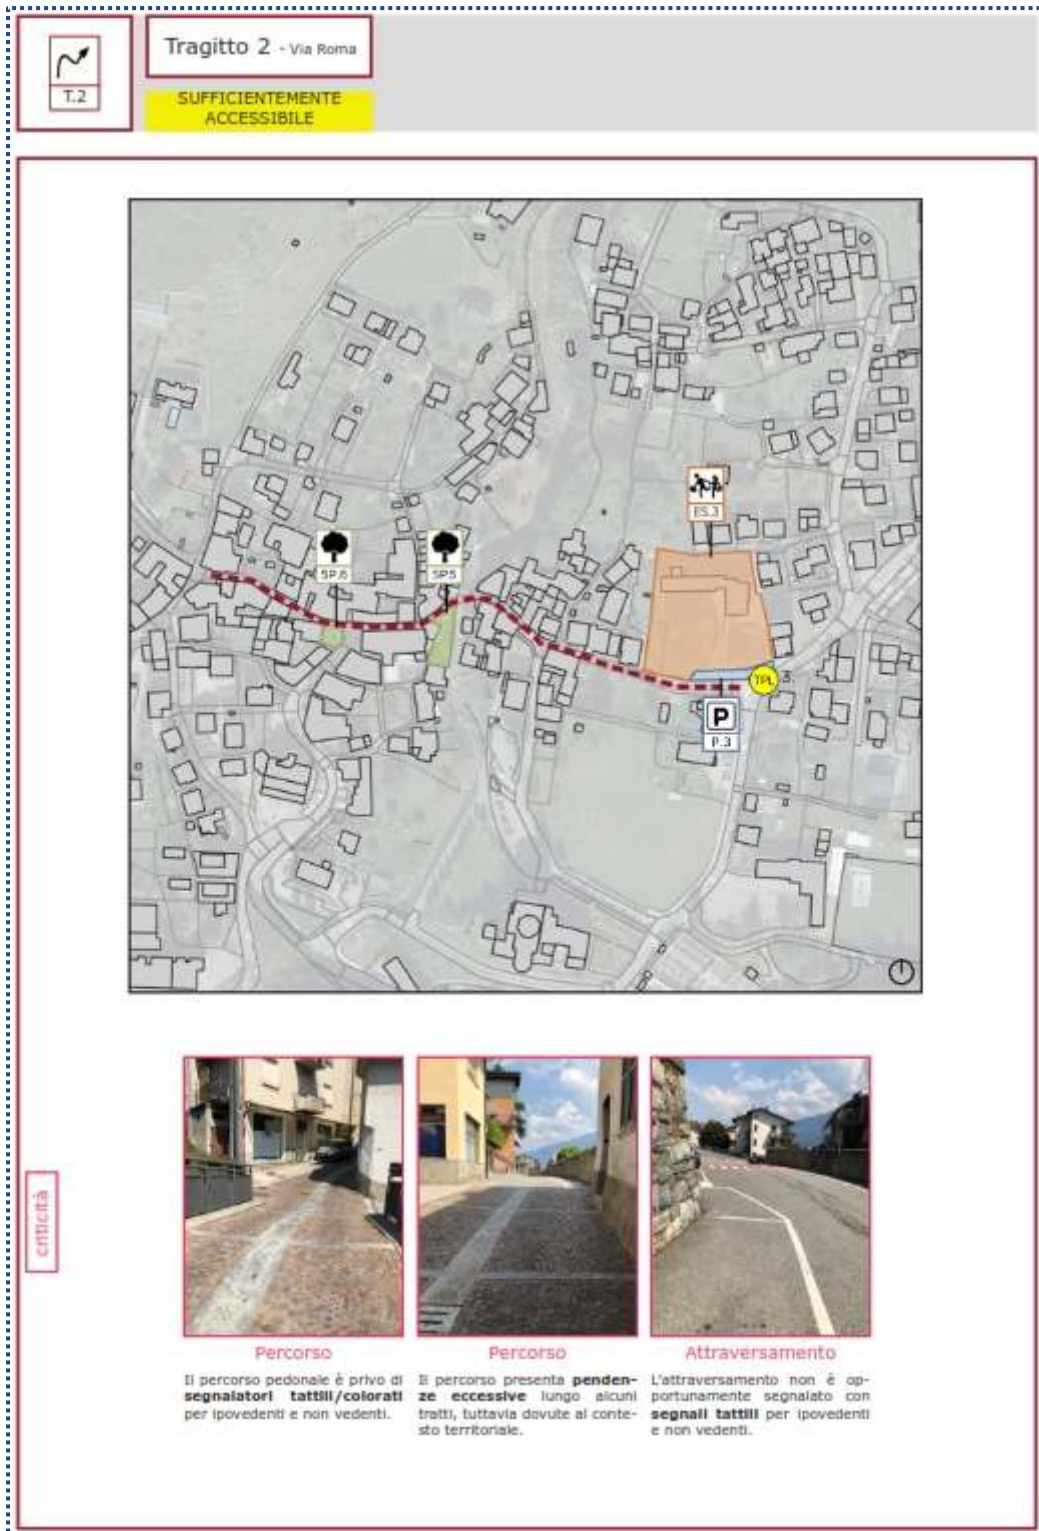 Tragitto 2 - Via Roma
T.2
SUFFICIENTEMENTE
ACCESSIBILE
ES.3
SP.6
SP.5
TPL
P
P.3
criticità
Percorso
Il percorso pedonale è privo di
segnalatori tattili/colorati
per ipovedenti e non vedenti.
Percorso
Il percorso presenta penden-
ze eccessive lungo alcuni
tratti, tuttavia dovute al conte-
sto territoriale.
Attraversamento
L'attraversamento non è op-
portunamente segnalato con
segnali tattili per ipovedenti
e non vedenti.